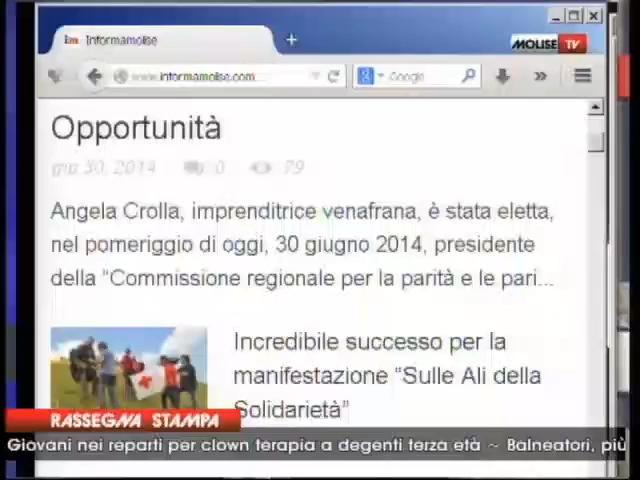 Im Informamolise +
MOLISE TV
www.informamolise.com
Google
Opportunità
giu 30, 2014 0 79
Angela Crolla, imprenditrice venafrana, è stata eletta,
nel pomeriggio di oggi, 30 giugno 2014, presidente
della “Commissione regionale per la parità e le pari...
Incredibile successo per la
manifestazione “Sulle Ali della
Solidarietà”
RASSEGNA STAMPA
Giovani nei reparti per clown terapia a degenti terza età ~ Balneatori, più